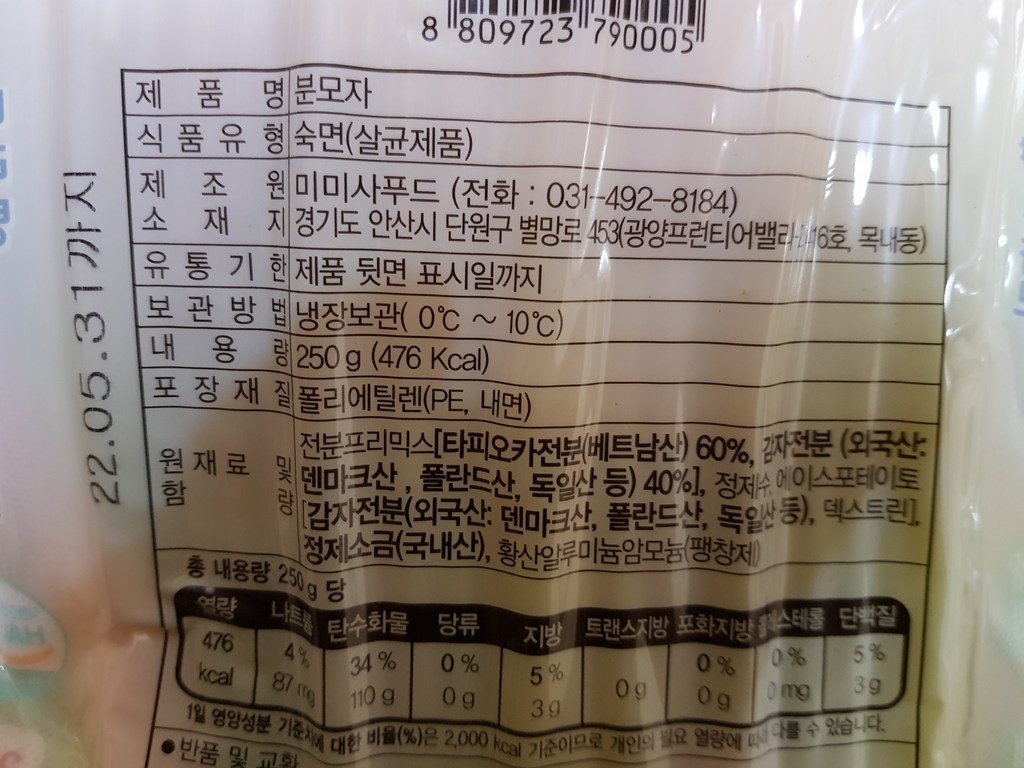 8 809723 790005
제 품 명 분모자
식 품 유 형 숙면(살균제품)
제 조 원 미미사푸드 (전화 : 031-492-8184)
소 재 지 경기도 안산시 단원구 별망로 453(광양프런티어밸리 목내동)
유 통 기 한 제품 뒷면 표시일까지
보 관 방 법 냉장보관( 0℃ ~ 10℃)
내 용 량 250 g (476 Kcal)
포 장 재 질 폴리에틸렌(PE, 내면)
원 재 료 및 함 량
전분프리믹스[타피오카전분(베트남산) 60%, 감자전분 (외국산:
덴마크산 , 폴란드산, 독일산 등) 40%], 정제수, 에이스포테이토
[감자전분(외국산: 덴마크산, 폴란드산, 독일산 등), 덱스트린],
정제소금(국내산), 황산알루미늄암모늄(팽창제)
총 내용량 250 g 당
열량 나트륨 탄수화물 당류 지방 트랜스지방 포화지방 콜레스테롤 단백질
476 4 % 34 % 0 % 5 % 0 % 0 % 5 %
kcal 87 mg 110 g 0 g 3 g 0 g 0 g 0 mg 3 g
1일 영양성분 기준치에 대한 비율(%)은 2,000 kcal 기준이므로 개인의 필요 열량에 따라 다를 수 있습니다.
● 반품 및 교환
22.05.31까지